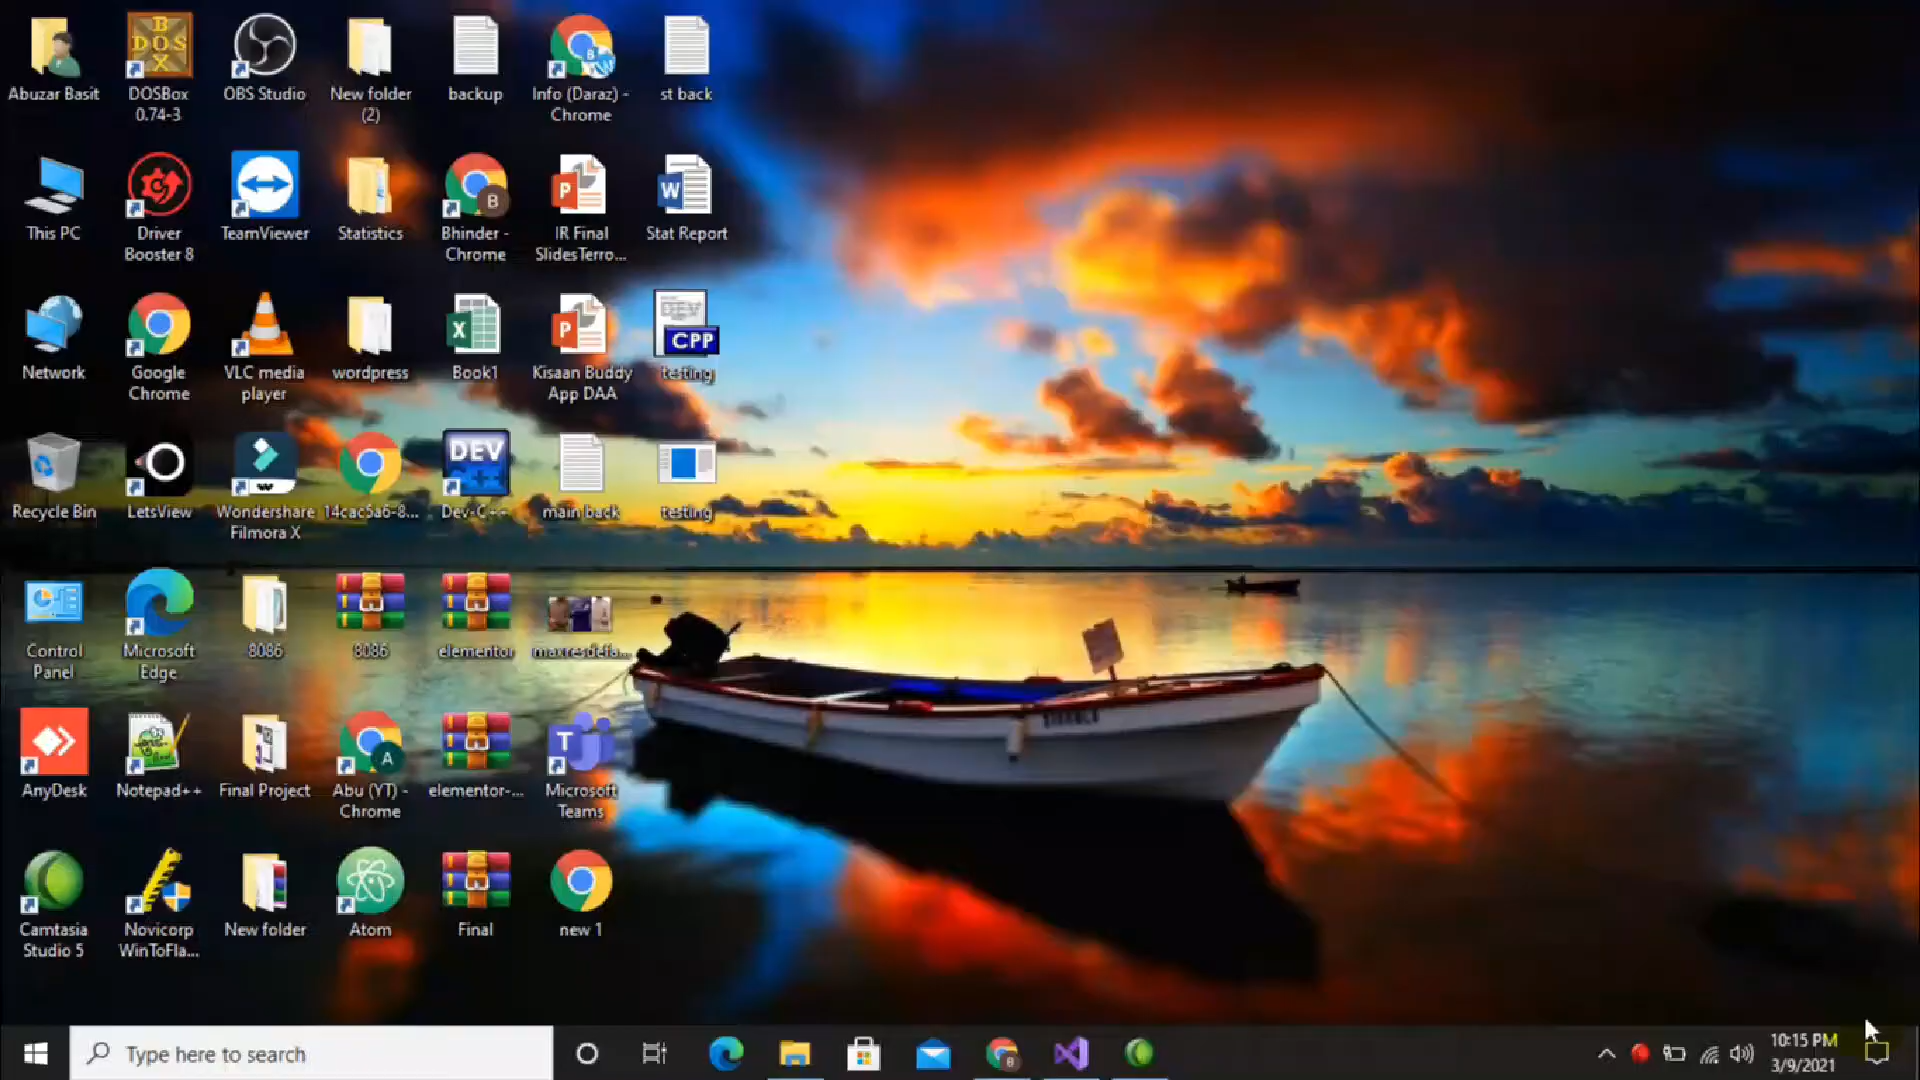 Abuzar Basit
DOSBox
0.74-3
OBS Studio
New folder
(2)
backup
Info (Daraz) -
Chrome
st back
This PC
Driver
Booster 8
TeamViewer
Statistics
Bhinder -
Chrome
IR Final
SlidesTerro...
Stat Report
Network
Google
Chrome
VLC media
player
wordpress
Book1
Kisaan Buddy
App DAA
CPP
testing
Recycle Bin
LetsView
Wondershare
Filmora X
14cac5a6-8...
DEV
C++
Dev-C++
main back
testing
Control
Panel
Microsoft
Edge
8086
8086
elementor
maxresdefa...
AnyDesk
Notepad++
Final Project
Abu (YT) -
Chrome
elementor-...
Microsoft
Teams
Camtasia
Studio 5
Novicorp
WinToFla...
New folder
Atom
Final
new 1
Type here to search
10:15 PM
3/9/2021